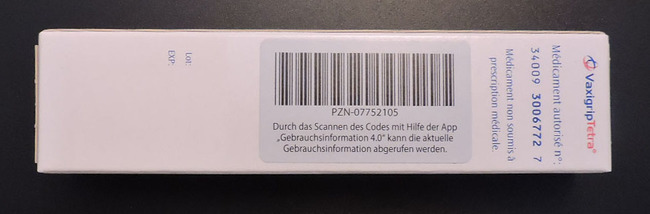 Lot:
EXP:
PZN-07752105
Durch das Scannen des Codes mit Hilfe der App
„Gebrauchsinformation 4.0" kann die aktuelle
Gebrauchsinformation abgerufen werden.
VaxigripTetra®
Médicament autorisé n°:
34009 3006772 7
Médicament non soumis à
prescription médicale.